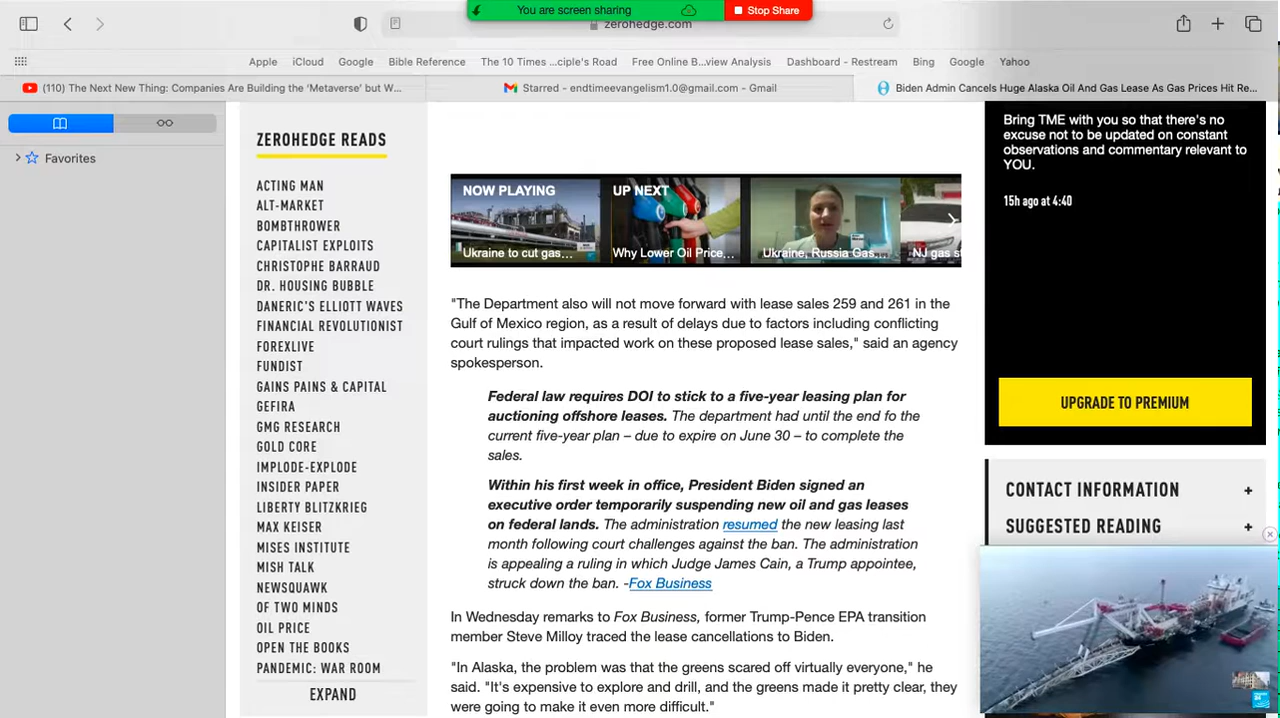 You are screen sharing
Stop Share
zerohedge.com
Apple
iCloud
Google
Bible Reference
The 10 Times ...ciple's Road
Free Online B...view Analysis
Dashboard - Restream
Bing
Google
Yahoo
(110) The Next New Thing: Companies Are Building the 'Metaverse' but W...
Starred - endtimeevangelism1.0@gmail.com - Gmail
Biden Admin Cancels Huge Alaska Oil And Gas Lease As Gas Prices Hit Re...
Favorites
ZEROHEDGE READS
ACTING MAN
ALT-MARKET
BOMBTHROWER
CAPITALIST EXPLOITS
CHRISTOPHE BARRAUD
DR. HOUSING BUBBLE
DANERIC'S ELLIOTT WAVES
FINANCIAL REVOLUTIONIST
FOREXLIVE
FUNDIST
GAINS PAINS & CAPITAL
GEFIRA
GMG RESEARCH
GOLD CORE
IMPLODE-EXPLODE
INSIDER PAPER
LIBERTY BLITZKRIEG
MAX KEISER
MISES INSTITUTE
MISH TALK
NEWSQUAWK
OF TWO MINDS
OIL PRICE
OPEN THE BOOKS
PANDEMIC: WAR ROOM
EXPAND
NOW PLAYING
Ukraine to cut gas...
UP NEXT
Why Lower Oil Price...
Ukraine, Russia Gas...
NJ gas s
"The Department also will not move forward with lease sales 259 and 261 in the
Gulf of Mexico region, as a result of delays due to factors including conflicting
court rulings that impacted work on these proposed lease sales," said an agency
spokesperson.
Federal law requires DOI to stick to a five-year leasing plan for
auctioning offshore leases. The department had until the end fo the
current five-year plan – due to expire on June 30 – to complete the
sales.
Within his first week in office, President Biden signed an
executive order temporarily suspending new oil and gas leases
on federal lands. The administration resumed the new leasing last
month following court challenges against the ban. The administration
is appealing a ruling in which Judge James Cain, a Trump appointee,
struck down the ban. -Fox Business
In Wednesday remarks to Fox Business, former Trump-Pence EPA transition
member Steve Milloy traced the lease cancellations to Biden.
"In Alaska, the problem was that the greens scared off virtually everyone," he
said. "It's expensive to explore and drill, and the greens made it pretty clear, they
were going to make it even more difficult."
Bring TME with you so that there's no
excuse not to be updated on constant
observations and commentary relevant to
YOU.
15h ago at 4:40
UPGRADE TO PREMIUM
CONTACT INFORMATION +
SUGGESTED READING +